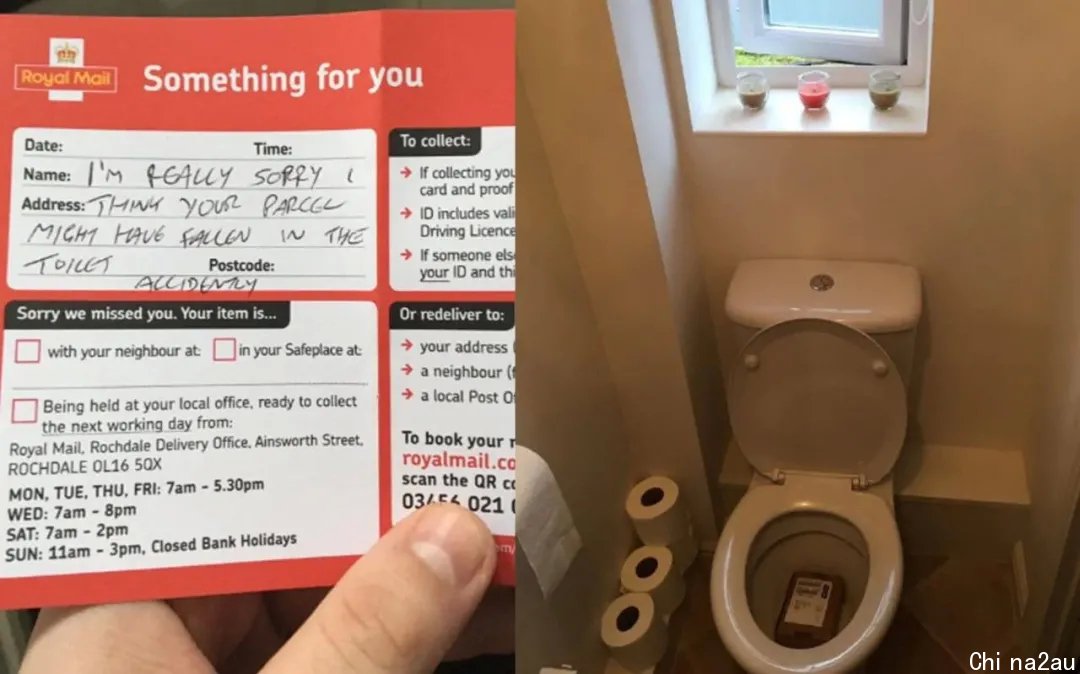 Royal Mail
Something for you
Date: Time:
Name: I'M REALLY SORRY I
Address: THINK YOUR PARCEL
MIGHT HAVE FALLEN IN THE
TOILET Postcode:
ACCIDENTLY
To collect:
If collecting you
card and proof
ID includes vali
Driving Licence
If someone els
your ID and thi
Sorry we missed you. Your item is...
with your neighbour at: in your Safeplace at:
Being held at your local office, ready to collect
the next working day from:
Royal Mail, Rochdale Delivery Office, Ainsworth Street,
ROCHDALE OL16 5QX
MON, TUE, THU, FRI: 7am - 5.30pm
WED: 7am - 8pm
SAT: 7am - 2pm
SUN: 11am - 3pm, Closed Bank Holidays
Or redeliver to:
your address (
a neighbour (f
a local Post O
To book your r
royalmail.co
scan the QR co
03456 021
Chi na2au